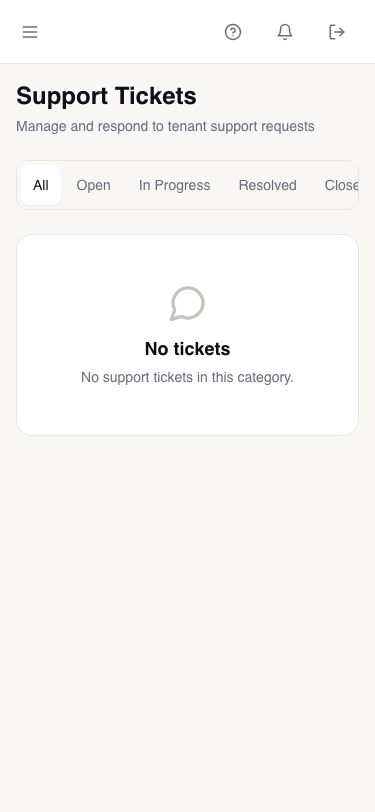 Support Tickets
Manage and respond to tenant support requests
All Open In Progress Resolved Close
No tickets
No support tickets in this category.